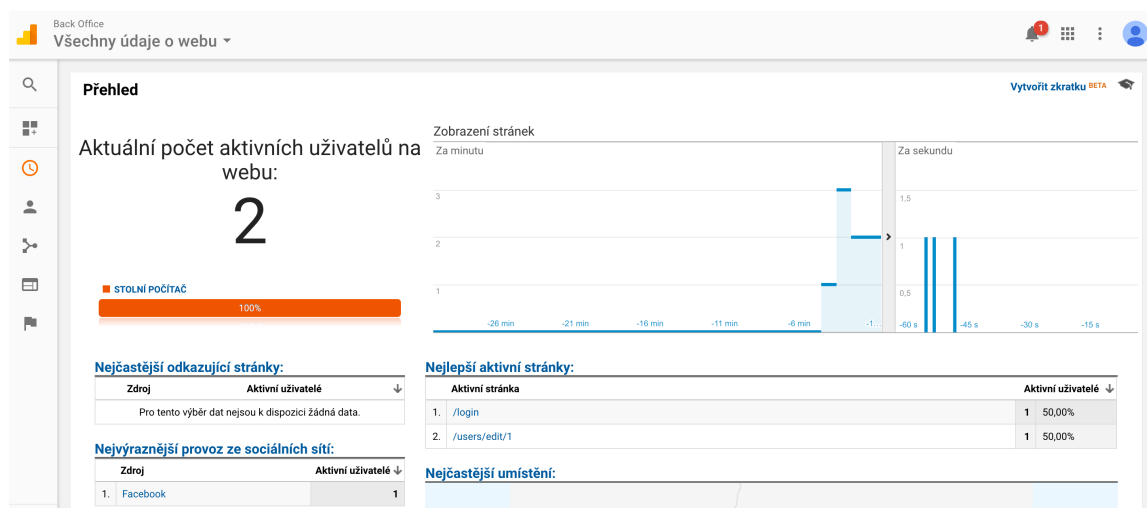 Back Office
Všechny údaje o webu
1
Přehled
Vytvořit zkratku BETA
Aktuální počet aktivních uživatelů na
webu:
2
STOLNÍ POČÍTAČ
100%
Zobrazení stránek
Za minutu
3
2
1
-26 min -21 min -16 min -11 min -6 min -1...
Za sekundu
1,5
1
0,5
-60 s -45 s -30 s -15 s
Nejčastější odkazující stránky:
Zdroj Aktivní uživatelé
Pro tento výběr dat nejsou k dispozici žádná data.
Nejvýraznější provoz ze sociálních sítí:
Zdroj Aktivní uživatelé
1. Facebook 1
Nejlepší aktivní stránky:
Aktivní stránka Aktivní uživatelé
1. /login 1 50,00%
2. /users/edit/1 1 50,00%
Nejčastější umístění: